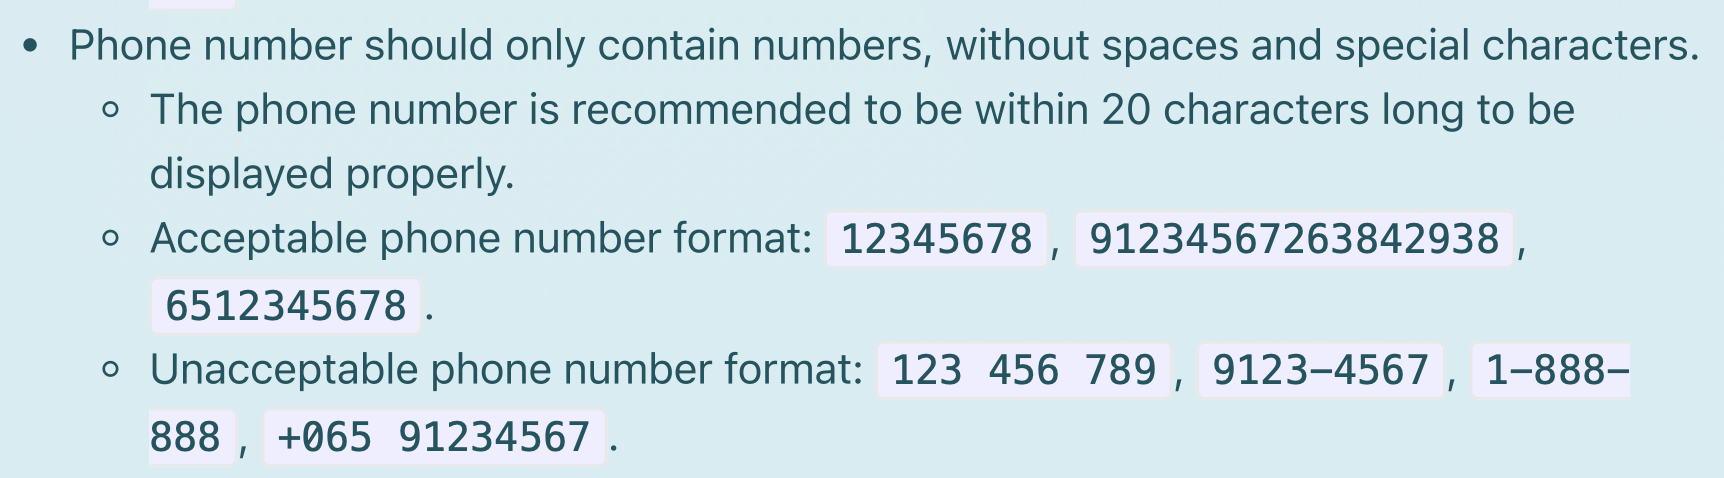 • Phone number should only contain numbers, without spaces and special characters.
○ The phone number is recommended to be within 20 characters long to be
displayed properly.
○ Acceptable phone number format: 12345678, 91234567263842938,
6512345678.
○ Unacceptable phone number format: 123 456 789, 9123-4567, 1-888-
888, +065 91234567.